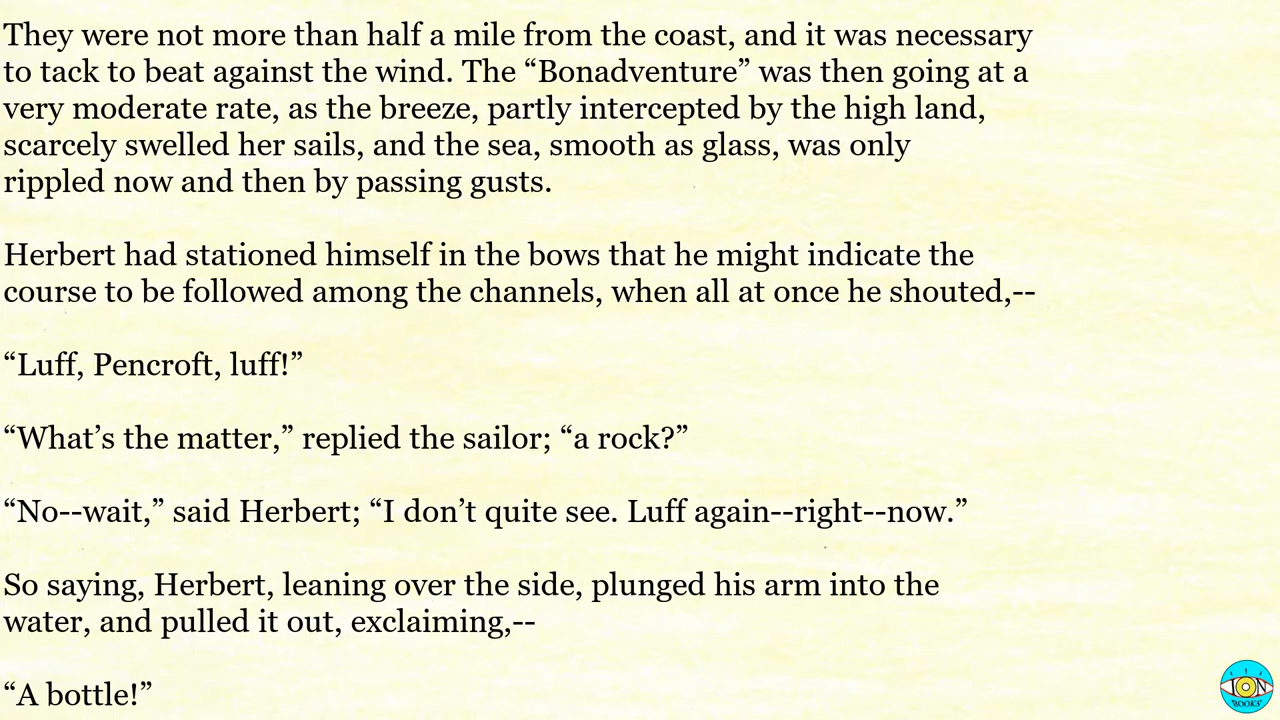 They were not more than half a mile from the coast, and it was necessary
to tack to beat against the wind. The “Bonadventure” was then going at a
very moderate rate, as the breeze, partly intercepted by the high land,
scarcely swelled her sails, and the sea, smooth as glass, was only
rippled now and then by passing gusts.
Herbert had stationed himself in the bows that he might indicate the
course to be followed among the channels, when all at once he shouted,--
“Luff, Pencroft, luff!”
“What’s the matter,” replied the sailor; “a rock?”
“No--wait,” said Herbert; “I don’t quite see. Luff again--right--now.”
So saying, Herbert, leaning over the side, plunged his arm into the
water, and pulled it out, exclaiming,--
“A bottle!”
ION
BOOKS